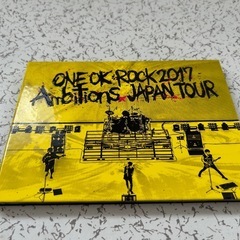 ONE OK ROCK 2017
Ambitions JAPAN TOUR